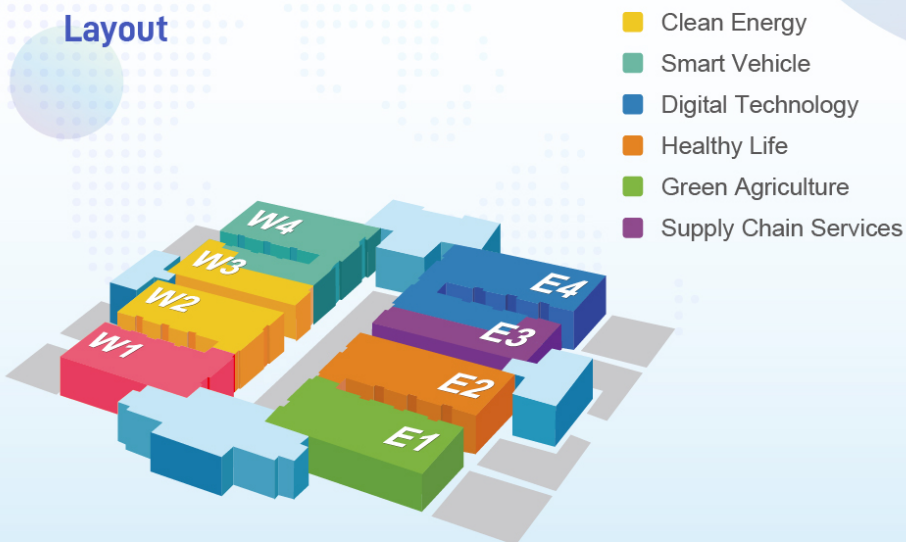 Layout
Clean Energy
Smart Vehicle
Digital Technology
Healthy Life
Green Agriculture
Supply Chain Services
W4
W3
W2
W1
E4
E3
E2
E1